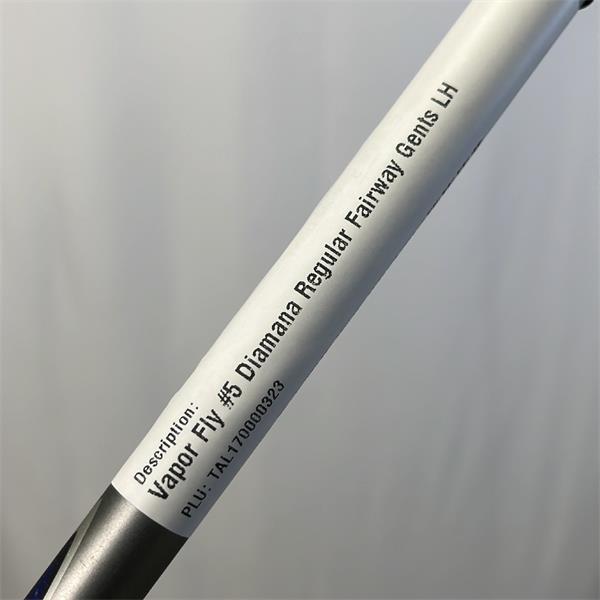 Description:
Vapor Fly #5 Diamana Regular Fairway Gents LH
PLU: TAL170000323